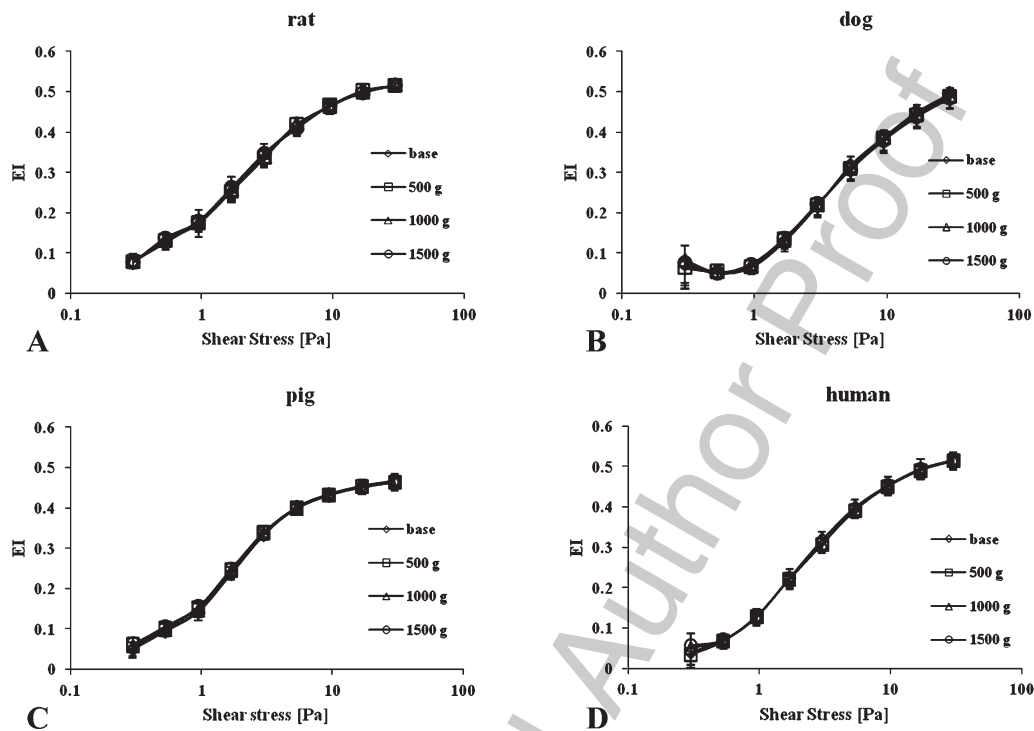 rat
0.6
0.5
0.4
0.3
0.2
0.1
0
EI
0.1
1
10
100
Shear Stress [Pa]
base
500 g
1000 g
1500 g
A
dog
0.6
0.5
0.4
0.3
0.2
0.1
0
EI
0.1
1
10
100
Shear Stress [Pa]
base
500 g
1000 g
1500 g
B
pig
0.6
0.5
0.4
0.3
0.2
0.1
0
EI
0.1
1
10
100
Shear stress [Pa]
base
500 g
1000 g
1500 g
C
human
0.6
0.5
0.4
0.3
0.2
0.1
0
EI
0.1
1
10
100
Shear Stress [Pa]
base
500 g
1000 g
1500 g
D
Author Proof